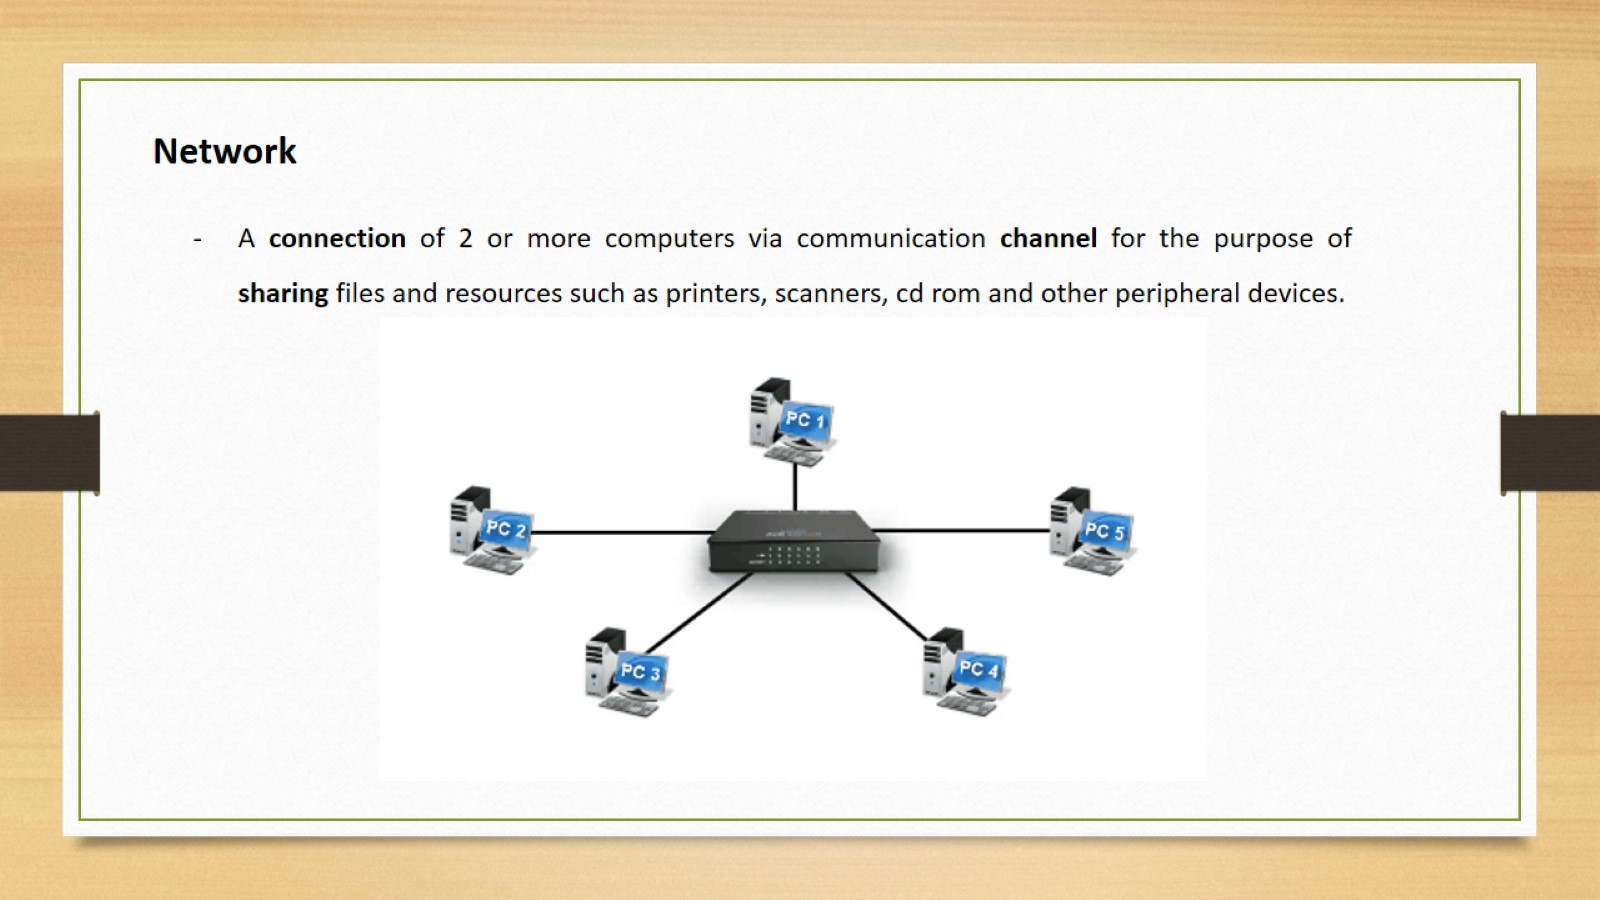 Network
- A connection of 2 or more computers via communication channel for the purpose of
sharing files and resources such as printers, scanners, cd rom and other peripheral devices.
PC 1
PC 2
PC 5
PC 3
PC 4